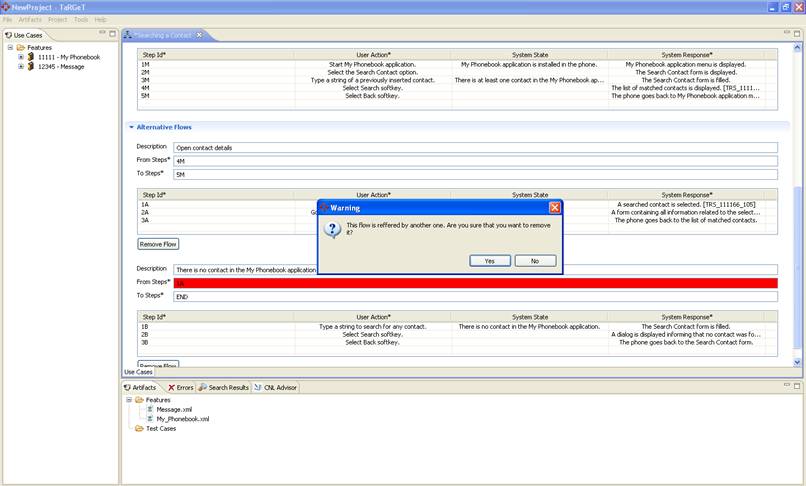 NewProject - TaRGeT
File Artifacts Project Tools Help
Use Cases
Features
11111 - My Phonebook
12345 - Message
*Searching a Contact
Step Id* User Action* System State System Response*
1M Start My Phonebook application. My Phonebook application is installed in the phone. My Phonebook application menu is displayed.
2M Select the Search Contact option. The Search Contact form is displayed.
3M Type a string of a previously inserted contact. There is at least one contact in the My Phonebook ap... The Search Contact form is filled.
4M Select Search softkey. The list of matched contacts is displayed. [TRS_1111...
5M Select Back softkey. The phone goes back to My Phonebook application m...
Alternative Flows
Description Open contact details
From Steps* 4M
To Steps* 5M
Step Id* User Action* System State System Response*
1A A searched contact is selected. [TRS_111166_105]
2A Go A form containing all information related to the select...
3A The phone goes back to the list of matched contacts.
Remove Flow
Warning
This flow is reffered by another one. Are you sure that you want to remove
it?
Yes No
Description There is no contact in the My Phonebook application
From Steps* 1A
To Steps* END
Step Id* User Action* System State System Response*
1B Type a string to search for any contact. There is no contact in the My Phonebook application. The Search Contact form is filled.
2B Select Search softkey. A dialog is displayed informing that no contact was fo...
3B Select Back softkey. The phone goes back to the Search Contact form.
Remove Flow
Use Cases
Artifacts Errors Search Results CNL Advisor
Features
Message.xml
My_Phonebook.xml
Test Cases